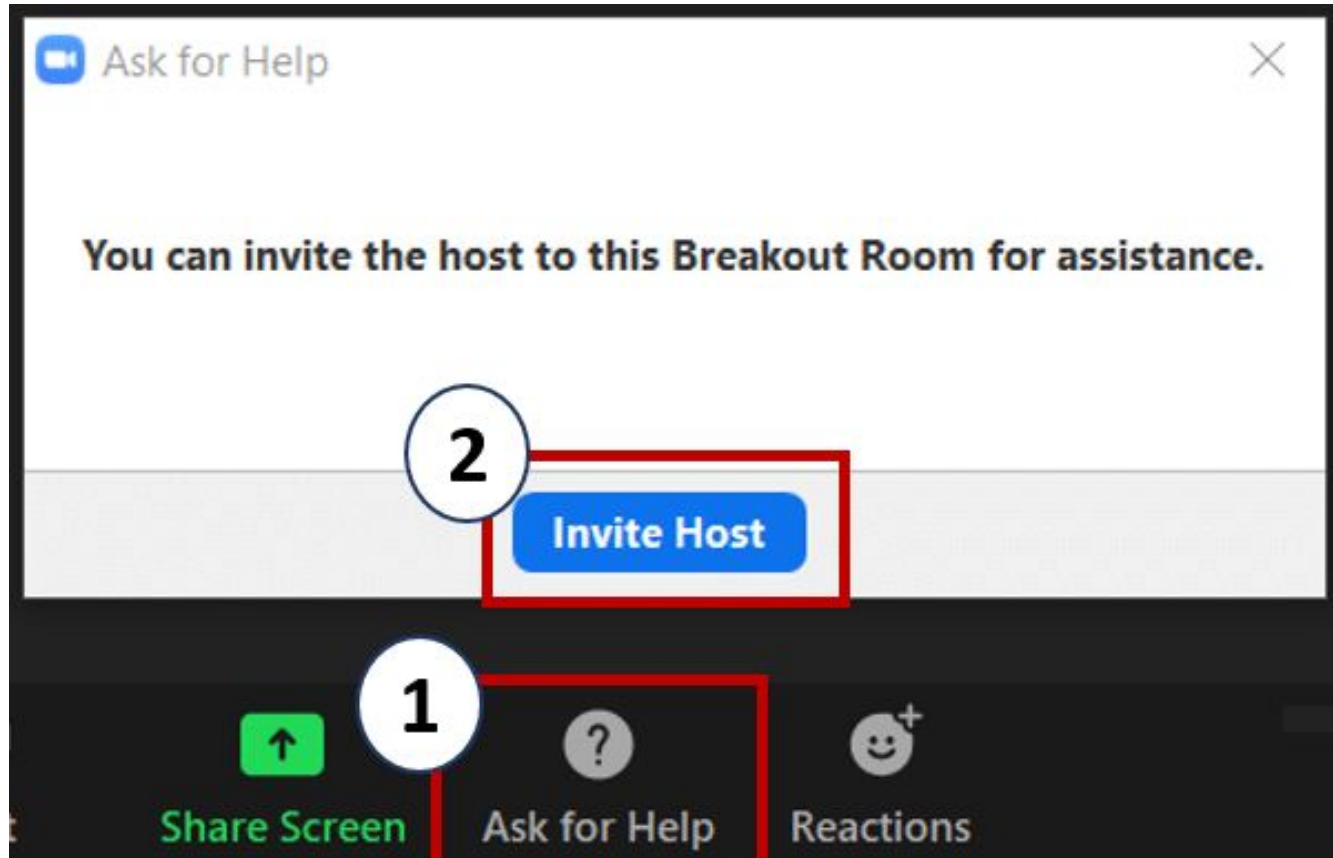 Ask for Help
You can invite the host to this Breakout Room for assistance.
2
Invite Host
1
Share Screen
Ask for Help
Reactions